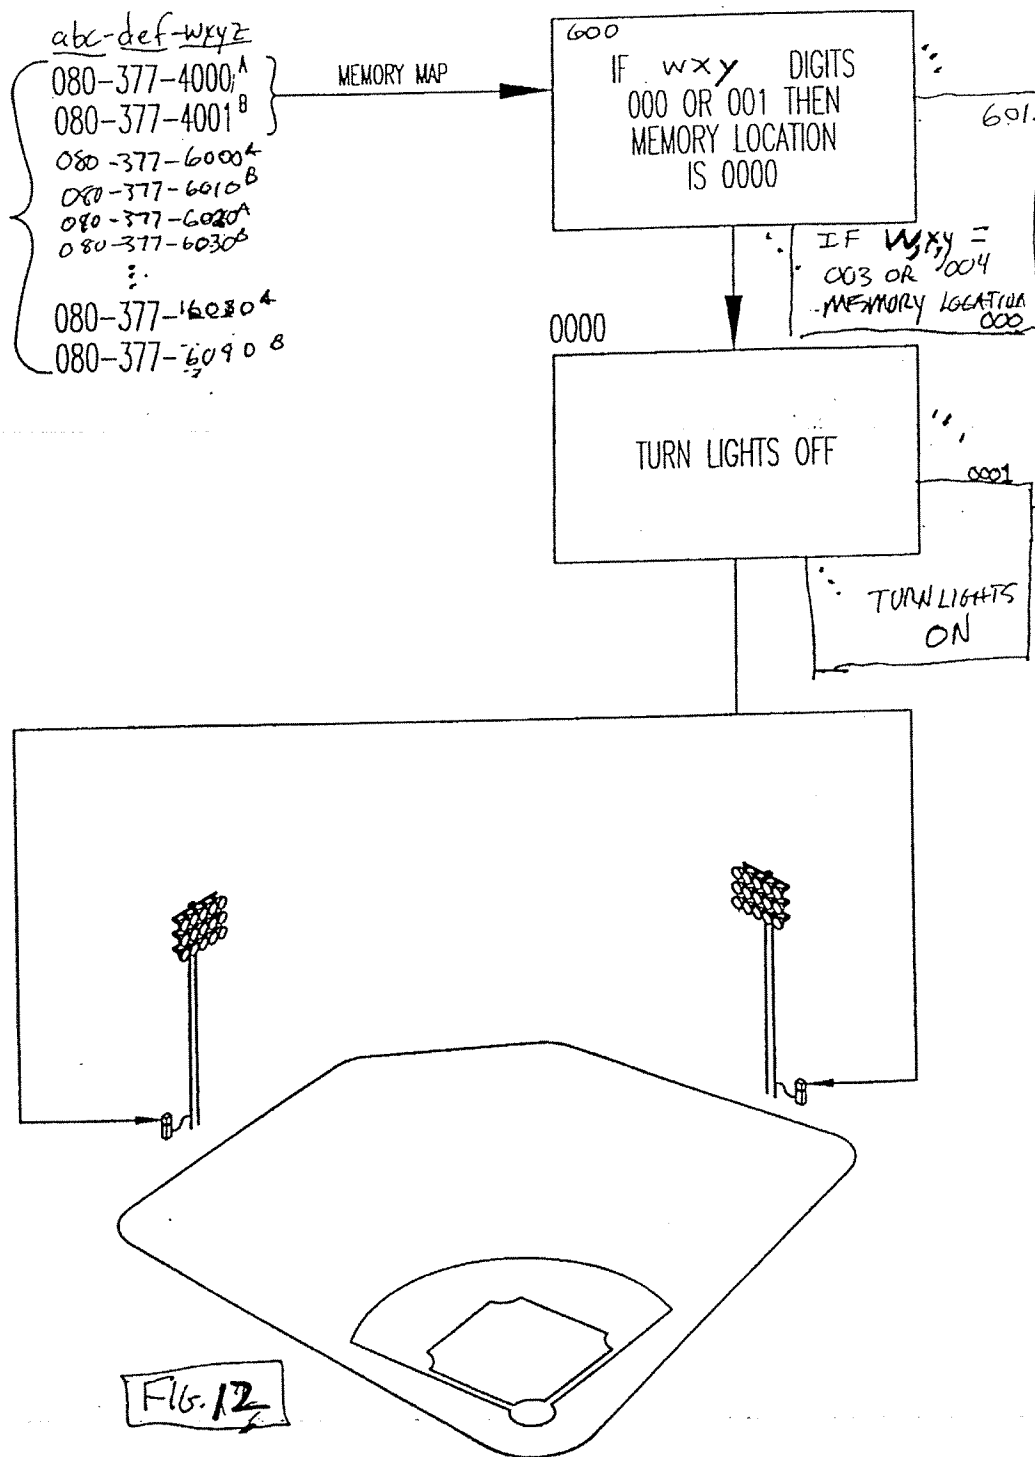 abc-def-wxyz
080-377-4000 A
080-377-4001 B
080-377-6000 A
080-377-6010 B
080-377-6020 A
080-377-6030 B
080-377-6080 A
080-377-6090 B
MEMORY MAP
600
IF wxy DIGITS
000 OR 001 THEN
MEMORY LOCATION
IS 0000
601
IF w,x,y =
003 OR 004
MEMORY LOCATION
000
0000
TURN LIGHTS OFF
0001
TURN LIGHTS
ON
FIG. 12